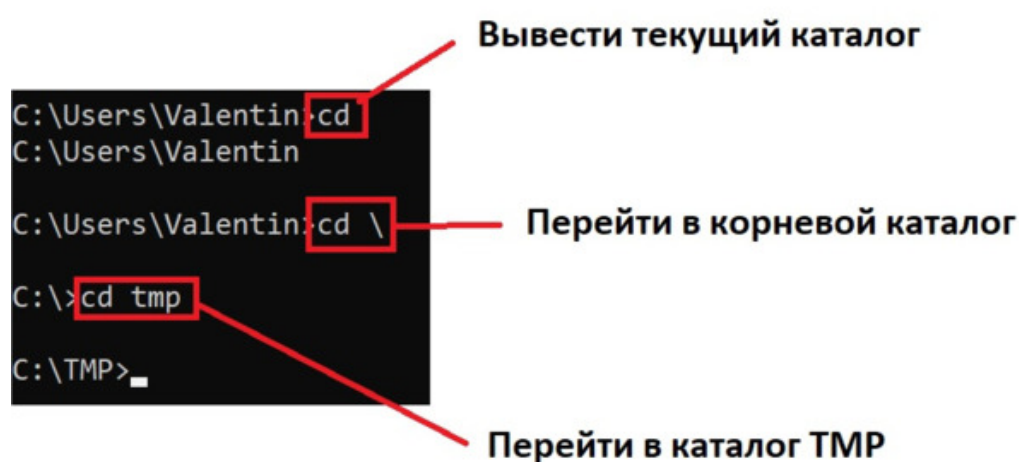 Вывести текущий каталог
C:\Users\Valentin>cd
C:\Users\Valentin
C:\Users\Valentin>cd \
Перейти в корневой каталог
C:\>cd tmp
C:\TMP>
Перейти в каталог TMP